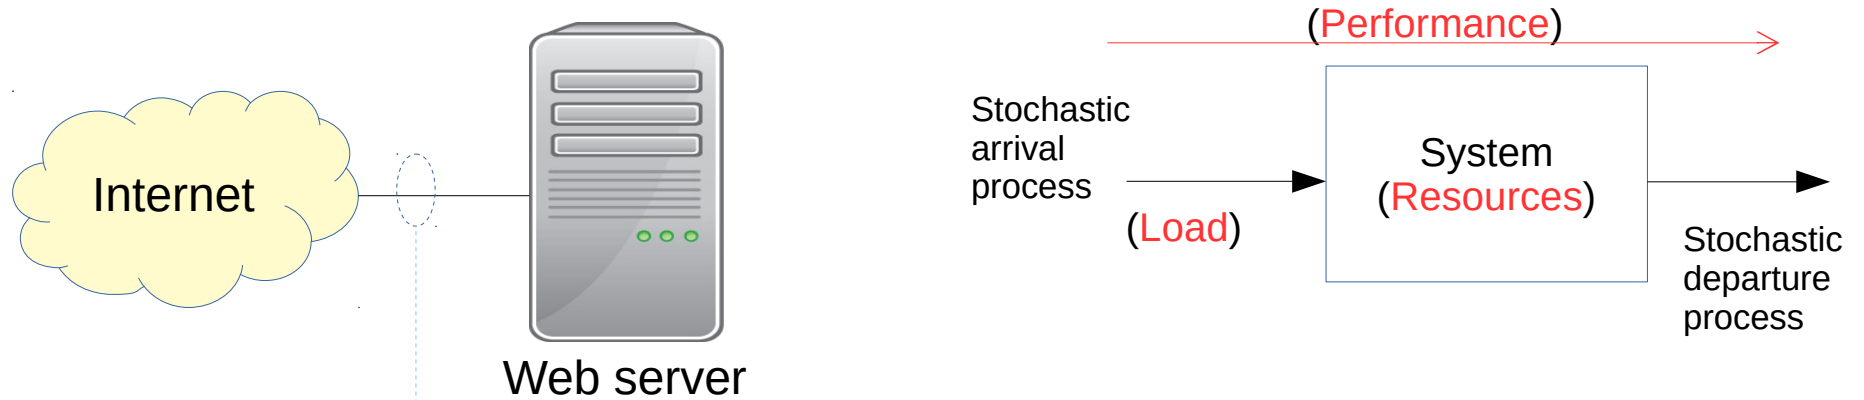 Internet
Web server
(Performance)
Stochastic
arrival
process
(Load)
System
(Resources)
Stochastic
departure
process